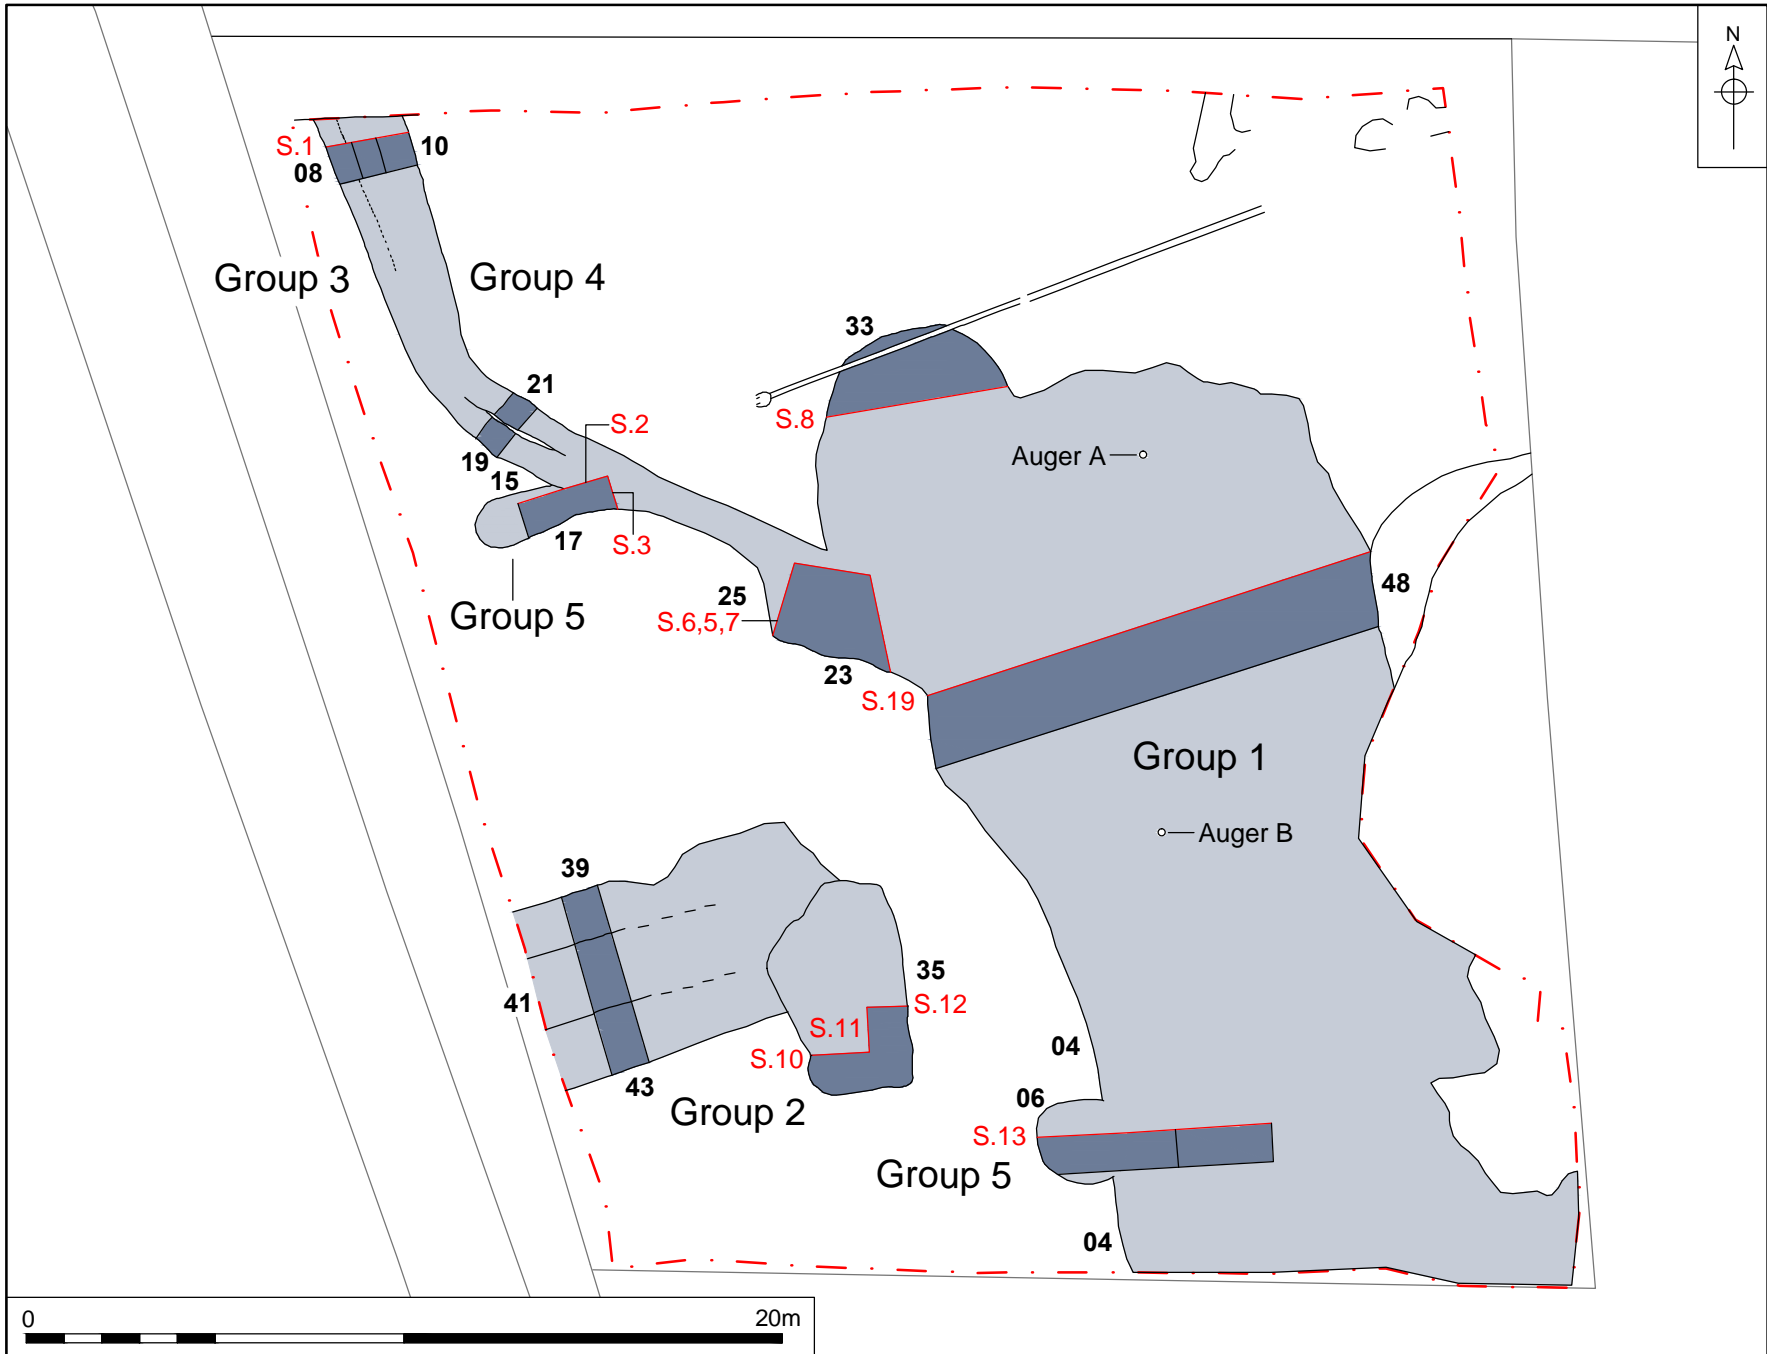 N
S.1
10
08
Group 3
Group 4
33
21
S.2
S.8
19
Auger A
15
17
S.3
48
25
Group 5
S.6,5,7
23
S.19
Group 1
Auger B
39
35
41
S.12
S.11
04
S.10
43
06
Group 2
S.13
Group 5
04
0
20m